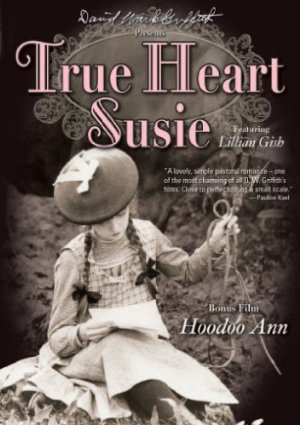 David Wark Griffith
Presents
True Heart
Susie
Featuring
Lillian Gish
"A lovely, simple pastoral romance – one
of the most charming of all D. W. Griffith's
films. Close to perfection, on a small scale."
— Pauline Kael
Bonus Film
Hoodoo Ann